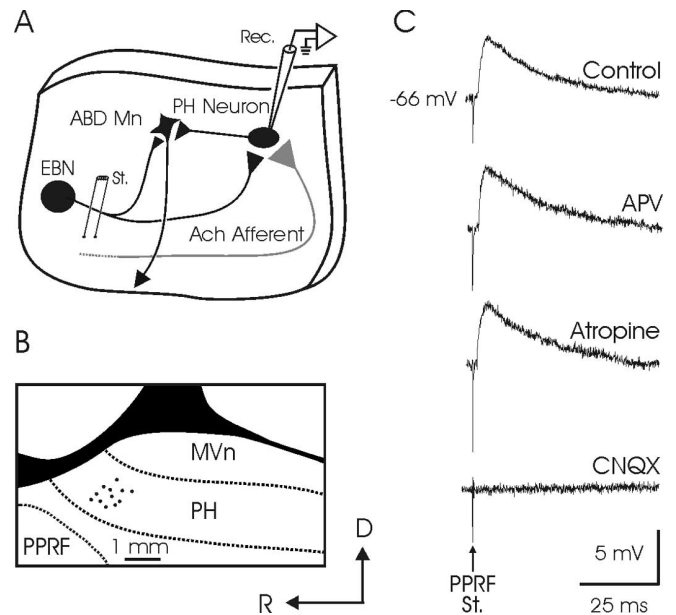 A
Rec.
PH Neuron
ABD Mn
EBN
St.
Ach Afferent
B
MVn
PH
PPRF
1 mm
D
R
C
Control
-66 mV
APV
Atropine
CNQX
PPRF
St.
5 mV
25 ms